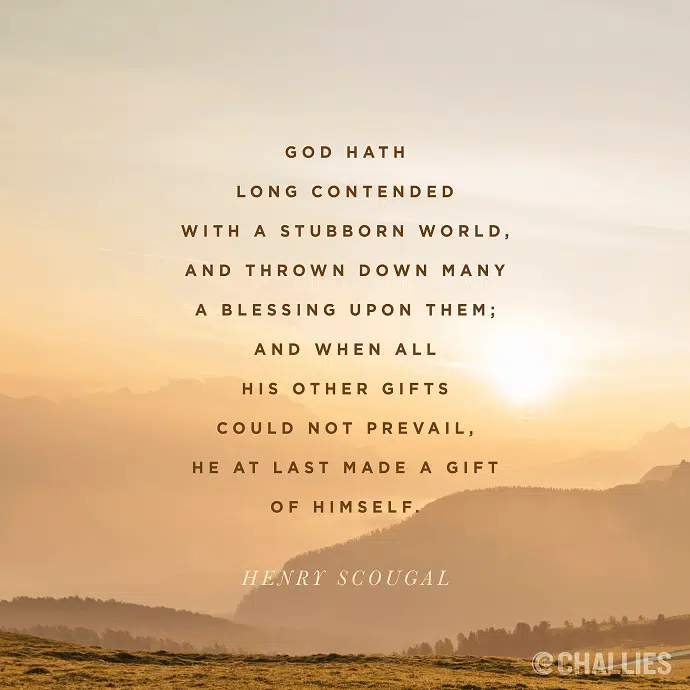 GOD HATH
LONG CONTENDED
WITH A STUBBORN WORLD,
AND THROWN DOWN MANY
A BLESSING UPON THEM;
AND WHEN ALL
HIS OTHER GIFTS
COULD NOT PREVAIL,
HE AT LAST MADE A GIFT
OF HIMSELF.
HENRY SCOUGAL
@CHALLIES